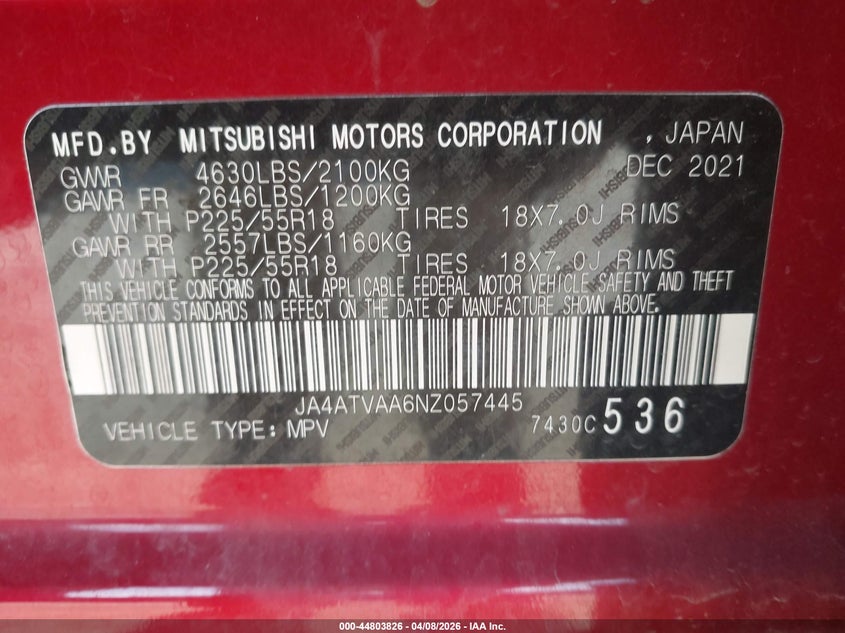 MFD.BY MITSUBISHI MOTORS CORPORATION , JAPAN
GVWR 4630LBS/2100KG DEC 2021
GAWR FR 2646LBS/1200KG
WITH P225/55R18 TIRES 18X7.0J RIMS
GAWR RR 2557LBS/1160KG
WITH P225/55R18 TIRES 18X7.0J RIMS
THIS VEHICLE CONFORMS TO ALL APPLICABLE FEDERAL MOTOR VEHICLE SAFETY AND THEFT
PREVENTION STANDARDS IN EFFECT ON THE DATE OF MANUFACTURE SHOWN ABOVE.
JA4ATVAA6NZ057445
VEHICLE TYPE: MPV 7430C 536
000-44803826 - 04/08/2026 - IAA Inc.